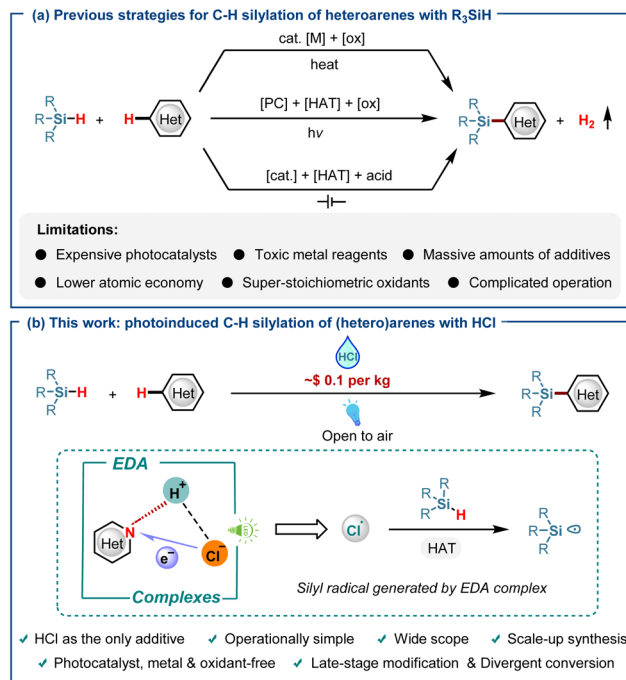 (a) Previous strategies for C-H silylation of heteroarenes with R3SiH
cat. [M] + [ox]
heat
R
R Si H + H Het
R
[PC] + [HAT] + [ox]
hν
R
R Si Het + H2
R
[cat.] + [HAT] + acid
Limitations:
● Expensive photocatalysts ● Toxic metal reagents ● Massive amounts of additives
● Lower atomic economy ● Super-stoichiometric oxidants ● Complicated operation
(b) This work: photoinduced C-H silylation of (hetero)arenes with HCl
HCl
R
R Si H + H Het
R
~$ 0.1 per kg
Open to air
R
R Si Het
R
EDA
H+
N
Het
e−
Cl−
LED
Complexes
Cl•
R
R Si H
R
HAT
R
R Si
R
Silyl radical generated by EDA complex
✓ HCl as the only additive ✓ Operationally simple ✓ Wide scope ✓ Scale-up synthesis
✓ Photocatalyst, metal & oxidant-free ✓ Late-stage modification & Divergent conversion